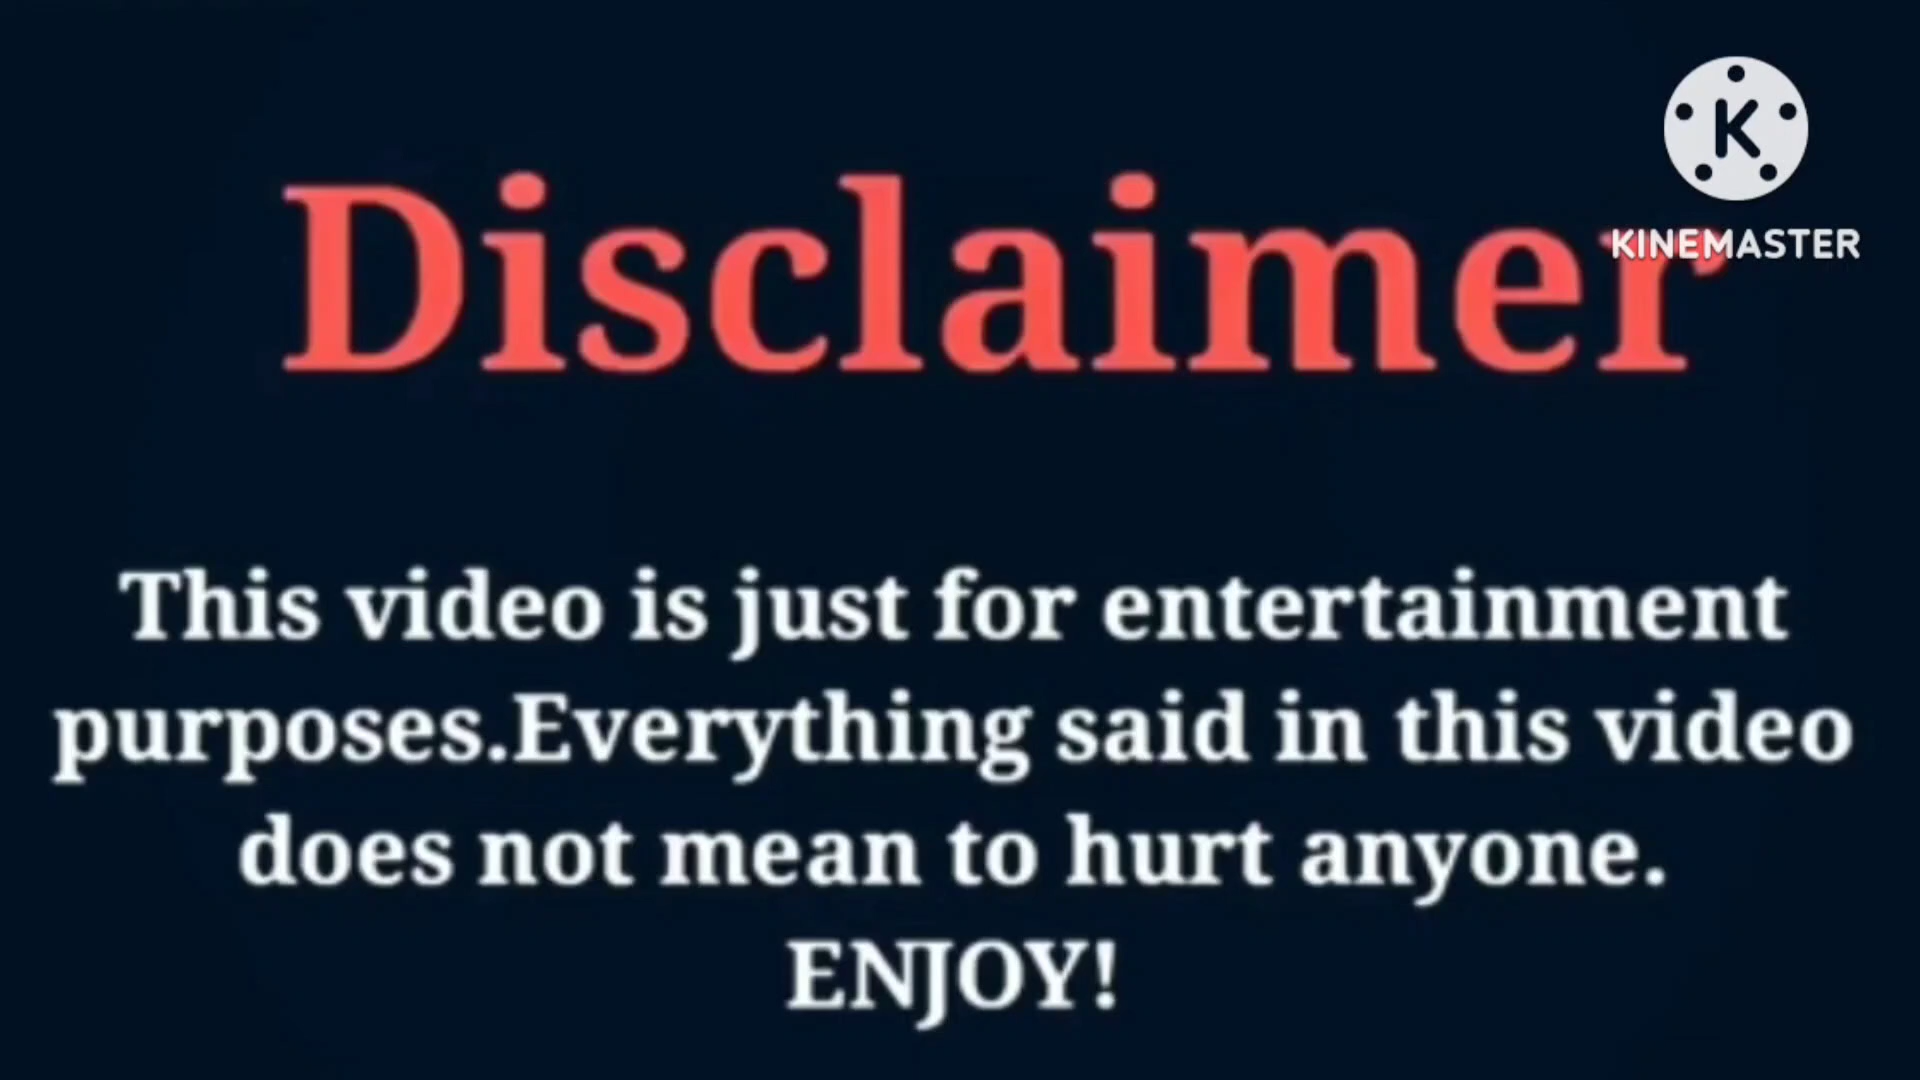 K
KINEMASTER
Disclaimer
This video is just for entertainment
purposes.Everything said in this video
does not mean to hurt anyone.
ENJOY!